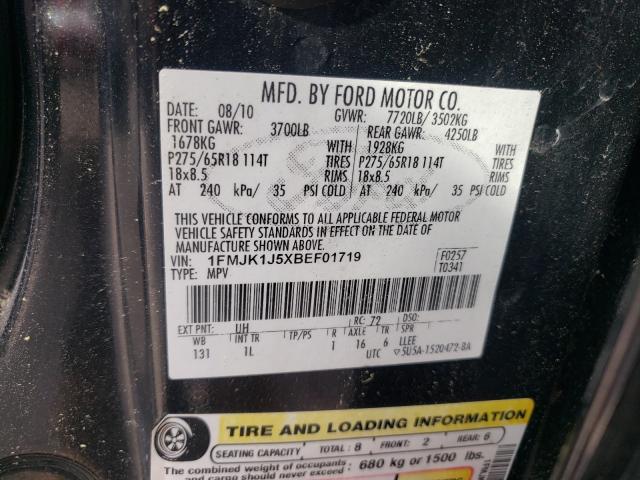 MFD. BY FORD MOTOR CO.
DATE: 08/10 GVWR: 7720LB/ 3502KG
FRONT GAWR: 3700LB REAR GAWR: 4250LB
1678KG WITH 1928KG WITH
P275/65R18 114T TIRES P275/65R18 114T TIRES
18x8.5 RIMS 18x8.5 RIMS
AT 240 kPa/ 35 PSI COLD AT 240 kPa/ 35 PSI COLD
THIS VEHICLE CONFORMS TO ALL APPLICABLE FEDERAL MOTOR
VEHICLE SAFETY STANDARDS IN EFFECT ON THE DATE OF
MANUFACTURE SHOWN ABOVE.
VIN: 1FMJK1J5XBEF01719 F0257
TYPE: MPV T0341
EXT PNT: UH RC: 72 DSO:
WB INT TR TP/PS R AXLE TR SPR
131 1L 1 16 6 LLEE
UTC ▽5U5A-1520472-BA
TIRE AND LOADING INFORMATION
SEATING CAPACITY TOTAL: 8 FRONT: 2 REAR: 6
The combined weight of occupants 680 kg or 1500 lbs.
and cargo should never exceed